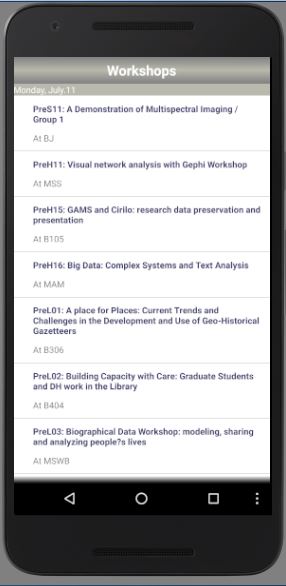 Workshops
Monday, July.11
PreS11: A Demonstration of Multispectral Imaging /
Group 1
At BJ
PreH11: Visual network analysis with Gephi Workshop
At MSS
PreH15: GAMS and Cirilo: research data preservation and
presentation
At B105
PreH16: Big Data: Complex Systems and Text Analysis
At MAM
PreL01: A place for Places: Current Trends and
Challenges in the Development and Use of Geo-Historical
Gazetteers
At B306
PreL02: Building Capacity with Care: Graduate Students
and DH work in the Library
At B404
PreL03: Biographical Data Workshop: modeling, sharing
and analyzing people?s lives
At MSWB